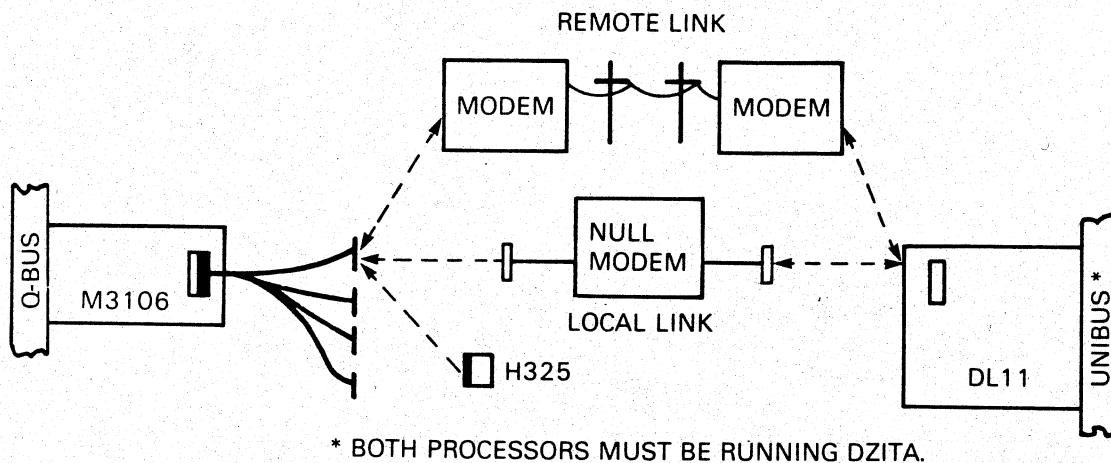 REMOTE LINK
MODEM
MODEM
Q-BUS
M3106
NULL
MODEM
LOCAL LINK
H325
DL11
UNIBUS *
* BOTH PROCESSORS MUST BE RUNNING DZITA.